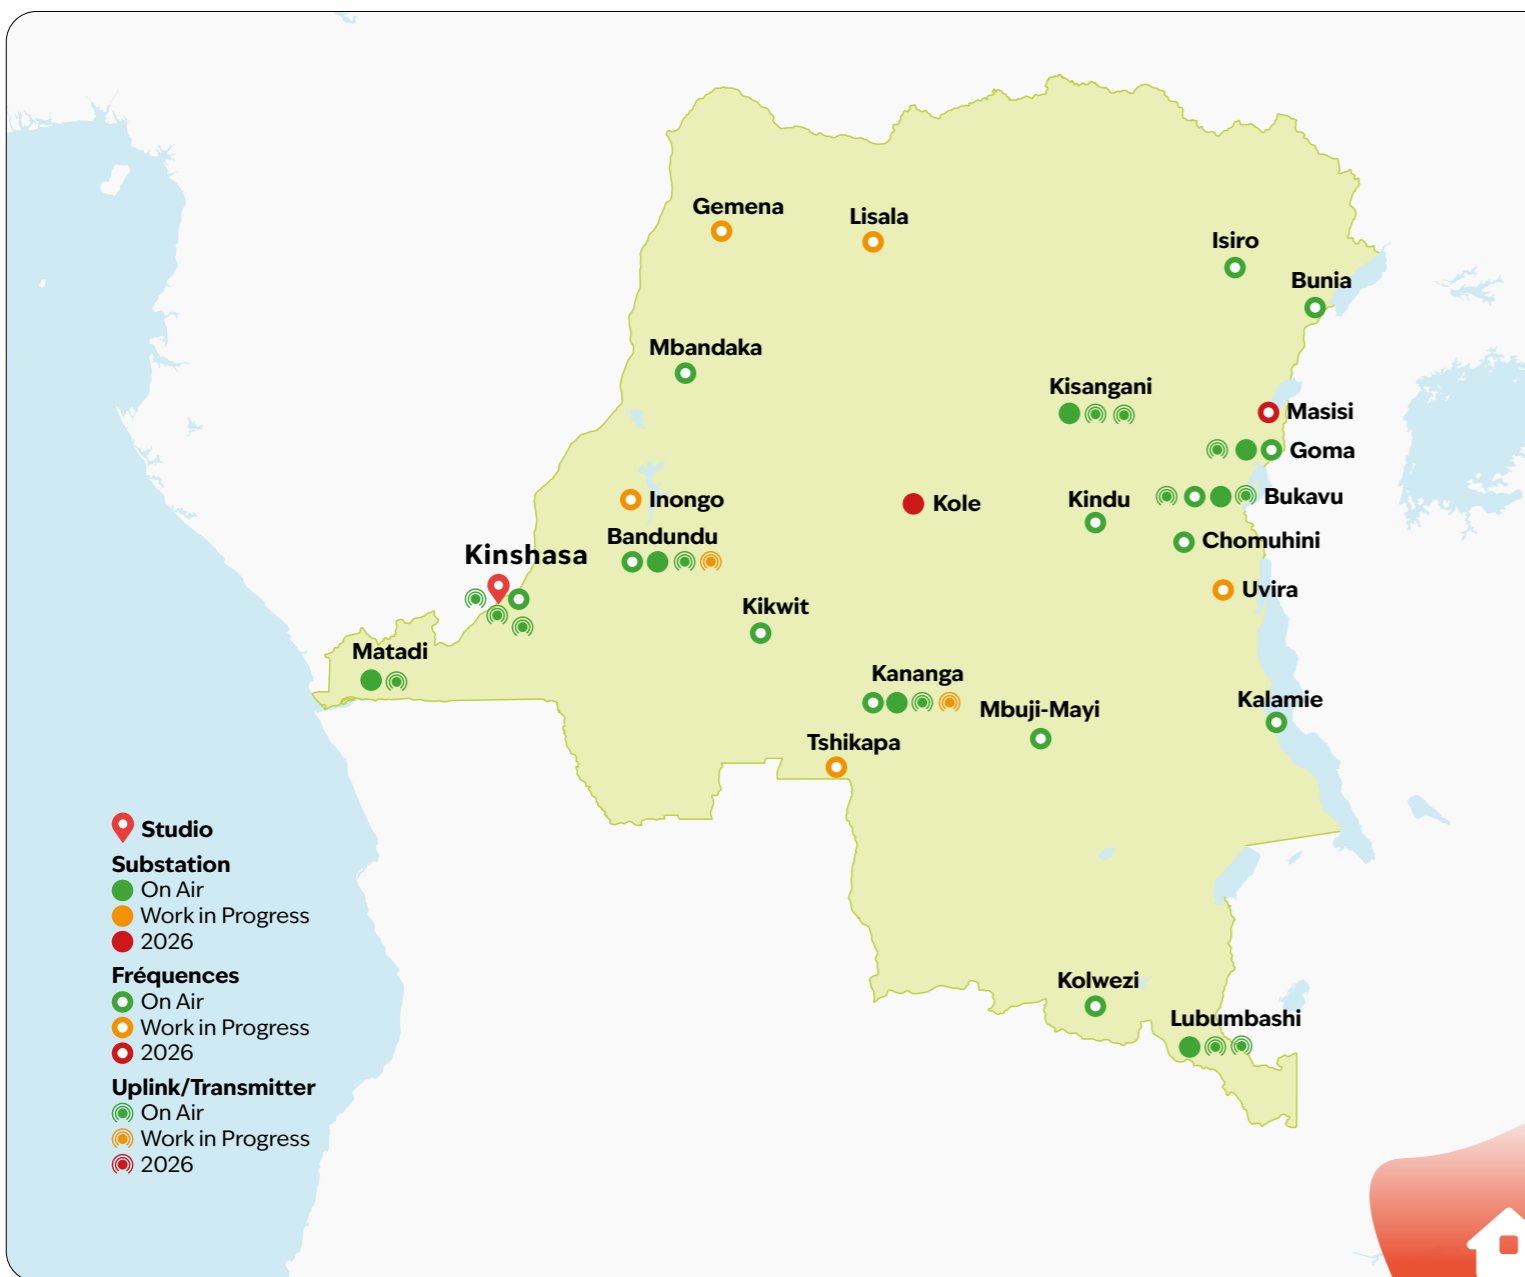 Gemena
Lisala
Isiro
Bunia
Mbandaka
Kisangani
Masisi
Goma
Inongo
Kole
Kindu
Bukavu
Bandundu
Chomuhini
Kinshasa
Uvira
Kikwit
Matadi
Kananga
Mbuji-Mayi
Kalamie
Tshikapa
Kolwezi
Lubumbashi
Studio
Substation
On Air
Work in Progress
2026
Fréquences
On Air
Work in Progress
2026
Uplink/Transmitter
On Air
Work in Progress
2026